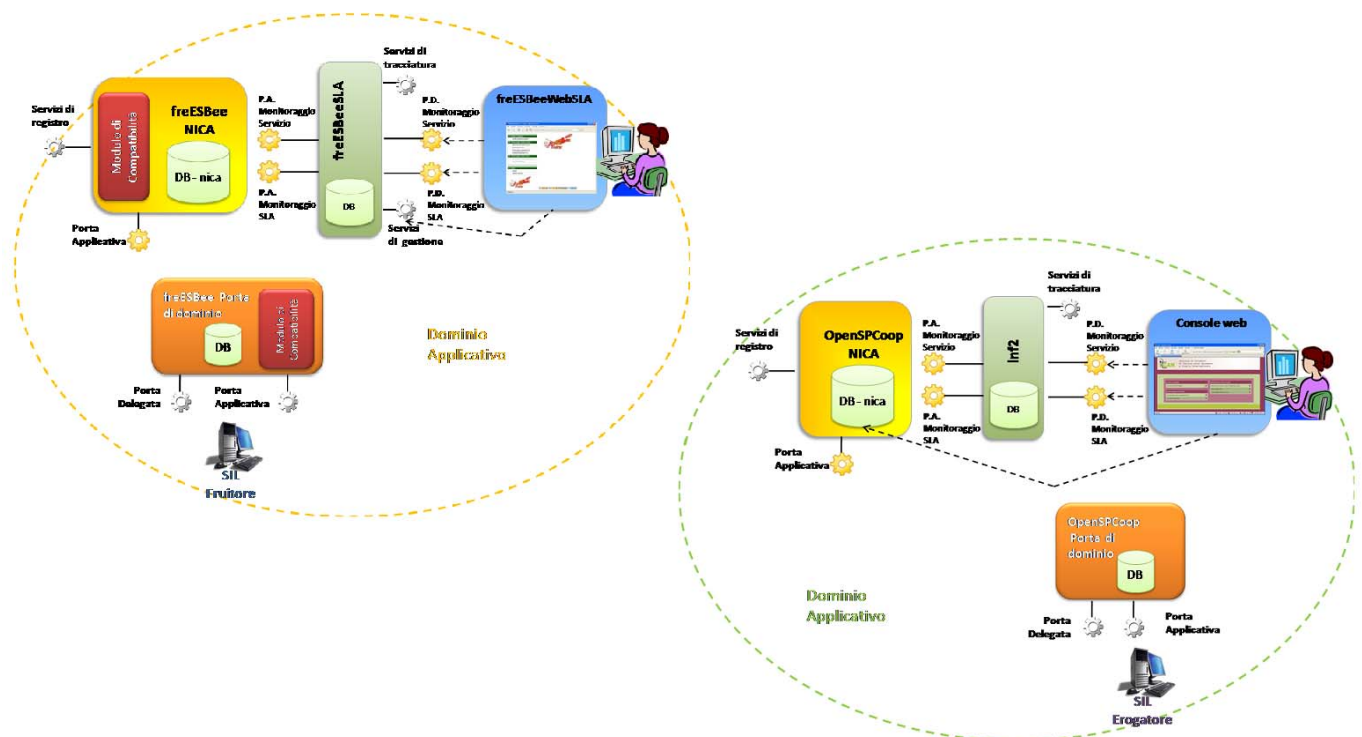 Servizi di
tracciatura
Servizi di
registro
Modulo di
Compatibilità
freESBee
NICA
DB - nica
P.A.
Monitoraggio
Servizio
P.A.
Monitoraggio
SLA
freESBeeSLA
DB
P.D.
Monitoraggio
Servizio
P.D.
Monitoraggio
SLA
Servizi
di gestione
freESBeeWebSLA
Porta
Applicativa
freESBee Porta
di dominio
DB
Modulo di
Compabilità
Porta
Delegata
Porta
Applicativa
SIL
Fruitore
Dominio
Applicativo
Servizi di
tracciatura
Servizi di
registro
OpenSPCoop
NICA
DB - nica
P.A.
Monitoraggio
Servizio
P.A.
Monitoraggio
SLA
Inf2
DB
P.D.
Monitoraggio
Servizio
P.D.
Monitoraggio
SLA
Console web
Porta
Applicativa
OpenSPCoop
Porta di
dominio
DB
Porta
Delegata
Porta
Applicativa
SIL
Erogatore
Dominio
Applicativo